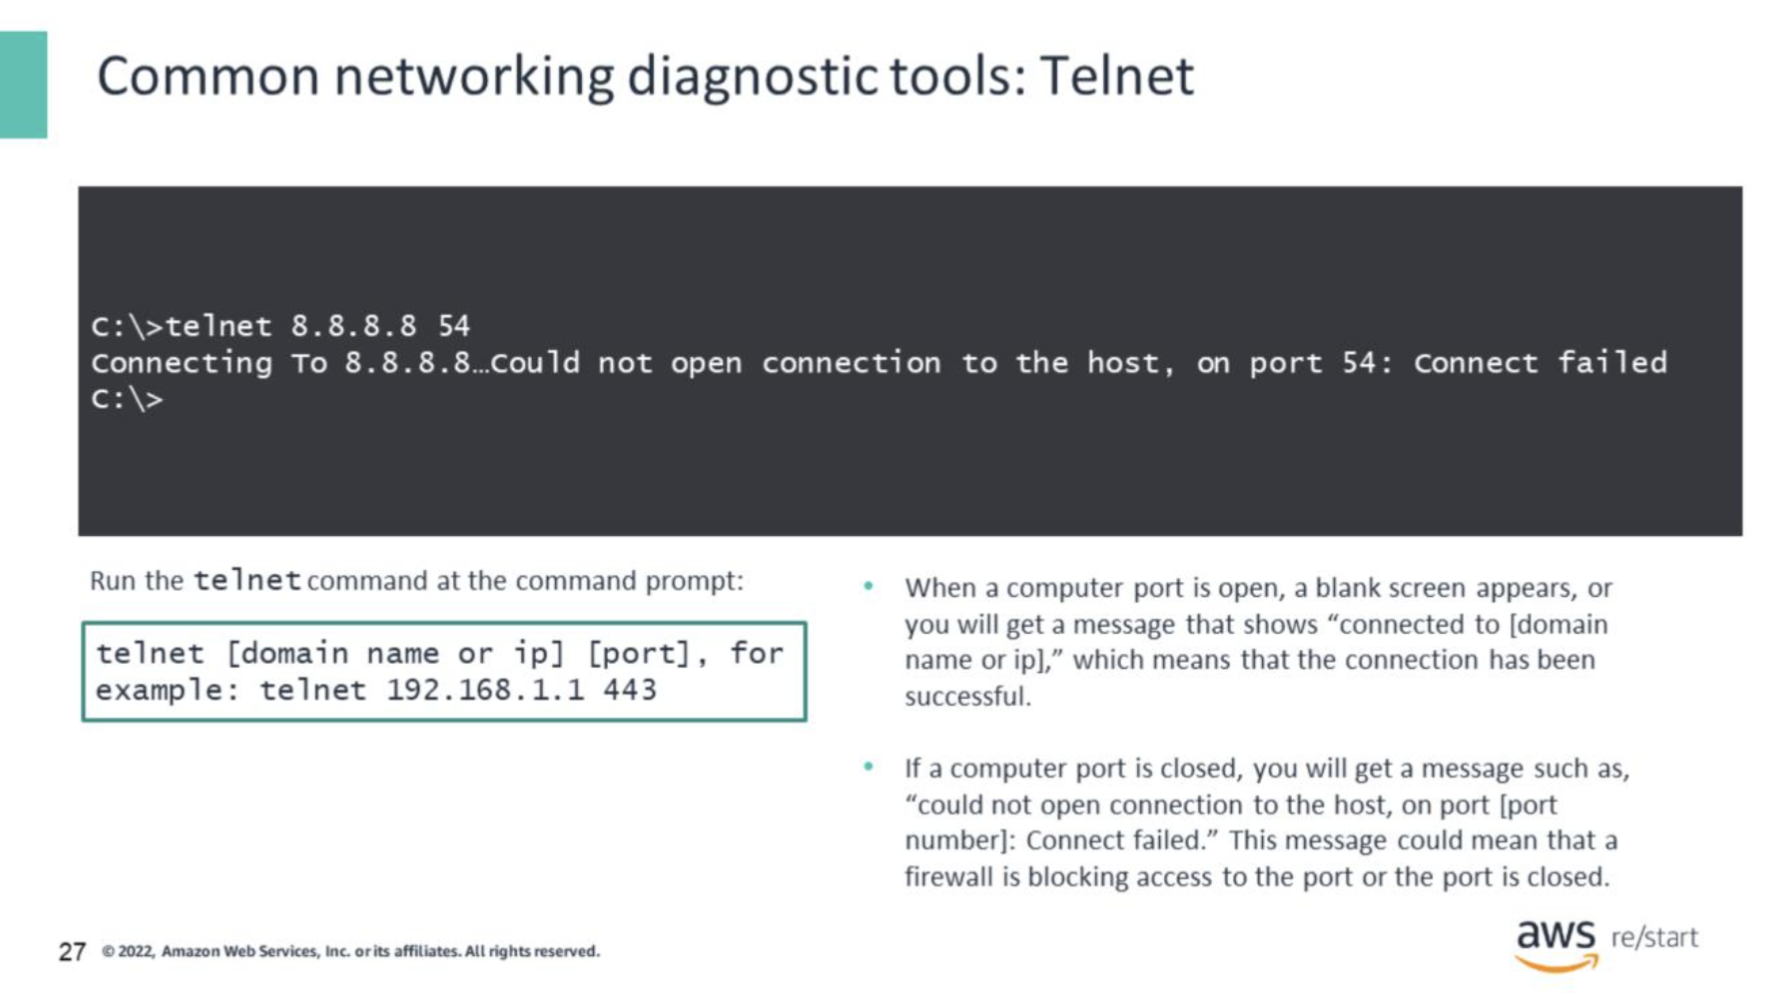 Common networking diagnostic tools: Telnet
C:\>telnet 8.8.8.8 54
Connecting To 8.8.8.8…Could not open connection to the host, on port 54: Connect failed
C:\>
Run the telnet command at the command prompt:
telnet [domain name or ip] [port], for
example: telnet 192.168.1.1 443
• When a computer port is open, a blank screen appears, or
you will get a message that shows “connected to [domain
name or ip],” which means that the connection has been
successful.
• If a computer port is closed, you will get a message such as,
“could not open connection to the host, on port [port
number]: Connect failed.” This message could mean that a
firewall is blocking access to the port or the port is closed.
27 © 2022, Amazon Web Services, Inc. or its affiliates. All rights reserved.
aws re/start